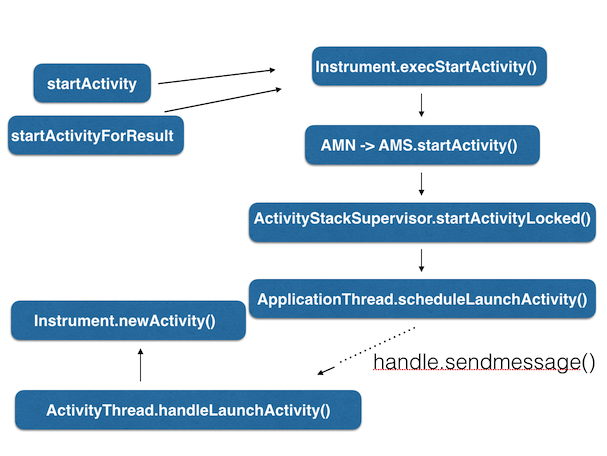 startActivity
startActivityForResult
Instrument.execStartActivity()
AMN -> AMS.startActivity()
ActivityStackSupervisor.startActivityLocked()
ApplicationThread.scheduleLaunchActivity()
handle.sendmessage()
ActivityThread.handleLaunchActivity()
Instrument.newActivity()